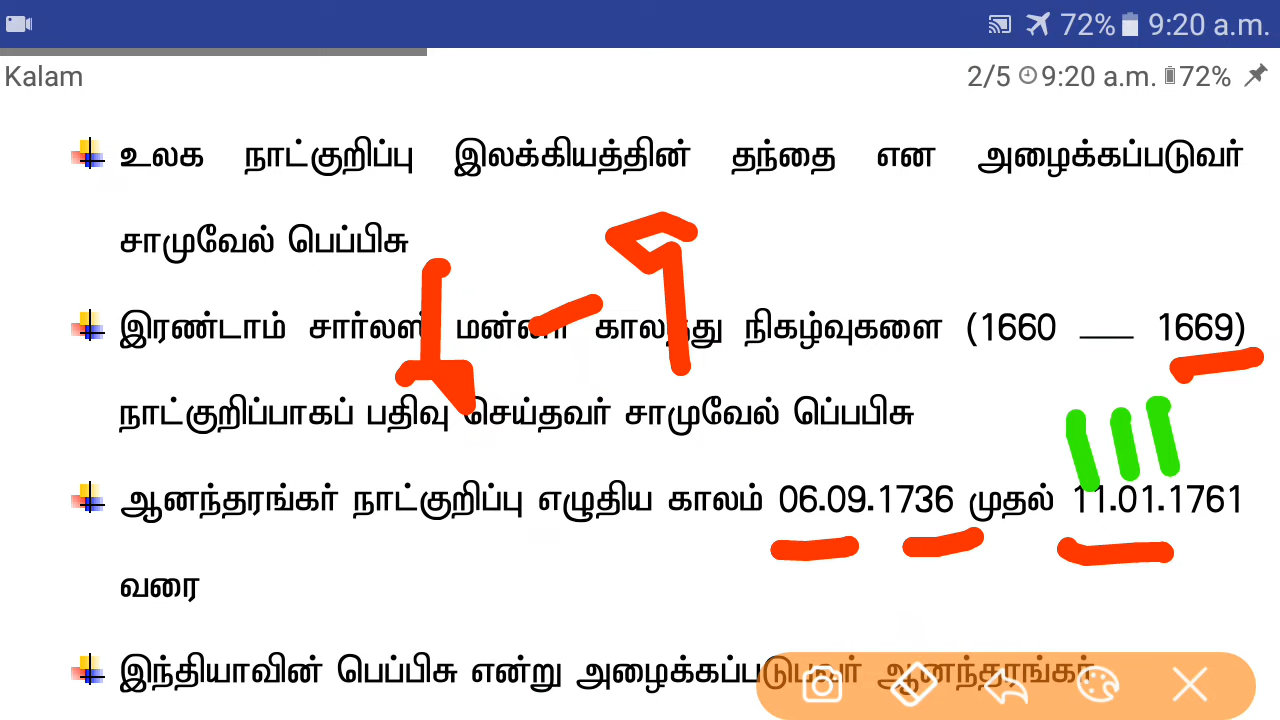 72% 9:20 a.m.
Kalam 2/5 9:20 a.m. 72%
உலக நாட்குறிப்பு இலக்கியத்தின் தந்தை என அழைக்கப்படுவர்
சாமுவேல் பெப்பிசு
இரண்டாம் சார்லஸ் மன்னர் காலத்து நிகழ்வுகளை (1660 ___ 1669)
நாட்குறிப்பாகப் பதிவு செய்தவர் சாமுவேல் பெ்பபிசு
ஆனந்தரங்கர் நாட்குறிப்பு எழுதிய காலம் 06.09.1736 முதல் 11.01.1761
வரை
இந்தியாவின் பெப்பிசு என்று அழைக்கப்படுபவர் ஆனந்தரங்கர்